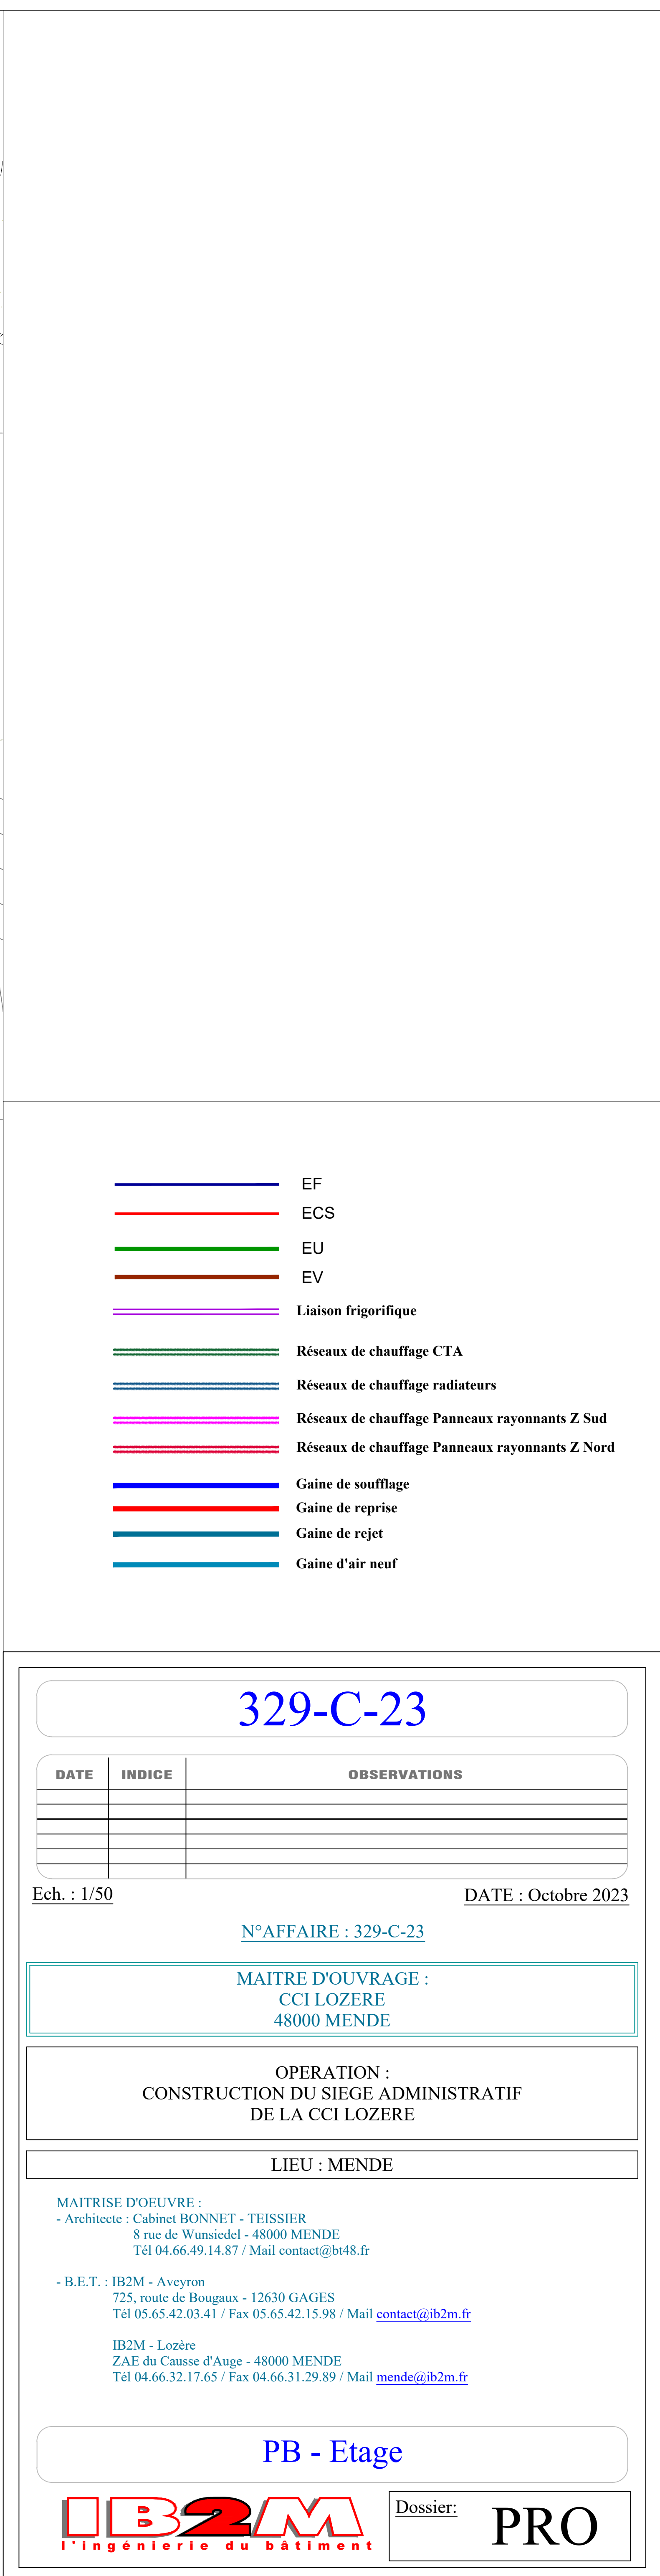 EF
ECS
EU
EV
Liaison frigorifique
Réseaux de chauffage CTA
Réseaux de chauffage radiateurs
Réseaux de chauffage Panneaux rayonnants Z Sud
Réseaux de chauffage Panneaux rayonnants Z Nord
Gaine de soufflage
Gaine de reprise
Gaine de rejet
Gaine d'air neuf
329-C-23
DATE INDICE OBSERVATIONS
Ech. : 1/50 DATE : Octobre 2023
N°AFFAIRE : 329-C-23
MAITRE D'OUVRAGE :
CCI LOZERE
48000 MENDE
OPERATION :
CONSTRUCTION DU SIEGE ADMINISTRATIF
DE LA CCI LOZERE
LIEU : MENDE
MAITRISE D'OEUVRE :
- Architecte : Cabinet BONNET - TEISSIER
8 rue de Wunsiedel - 48000 MENDE
Tél 04.66.49.14.87 / Mail contact@bt48.fr
- B.E.T. : IB2M - Aveyron
725, route de Bougaux - 12630 GAGES
Tél 05.65.42.03.41 / Fax 05.65.42.15.98 / Mail contact@ib2m.fr
IB2M - Lozère
ZAE du Causse d'Auge - 48000 MENDE
Tél 04.66.32.17.65 / Fax 04.66.31.29.89 / Mail mende@ib2m.fr
PB - Etage
IB2M
l'ingénierie du bâtiment
Dossier: PRO